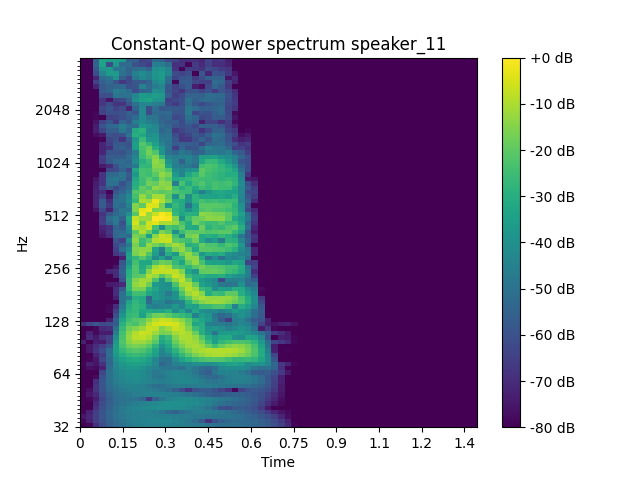 Constant-Q power spectrum speaker_11
Hz
2048
1024
512
256
128
64
32
0 0.15 0.3 0.45 0.6 0.75 0.9 1.1 1.2 1.4
Time
+0 dB
-10 dB
-20 dB
-30 dB
-40 dB
-50 dB
-60 dB
-70 dB
-80 dB